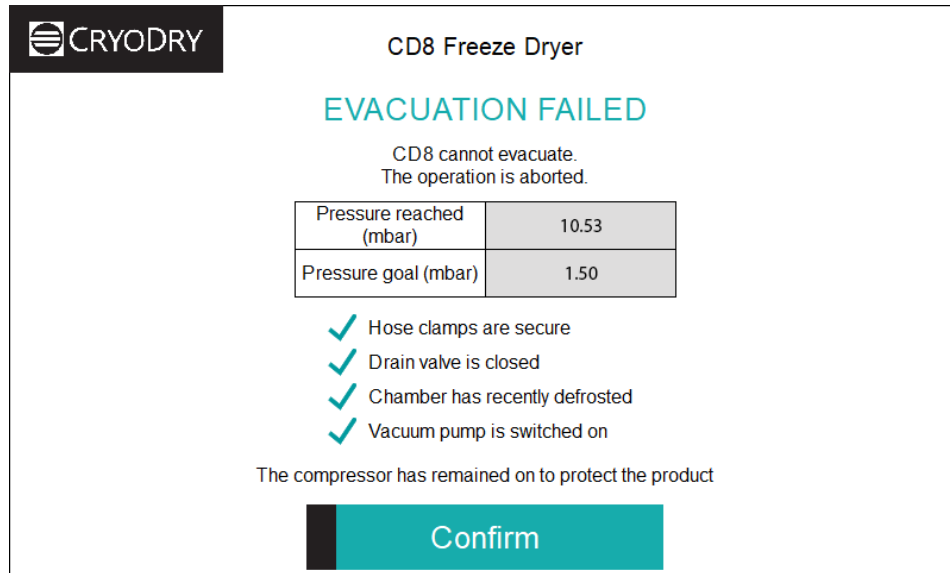 CRYODRY
CD8 Freeze Dryer
EVACUATION FAILED
CD8 cannot evacuate.
The operation is aborted.
Pressure reached
(mbar)
10.53
Pressure goal (mbar)
1.50
Hose clamps are secure
Drain valve is closed
Chamber has recently defrosted
Vacuum pump is switched on
The compressor has remained on to protect the product
Confirm